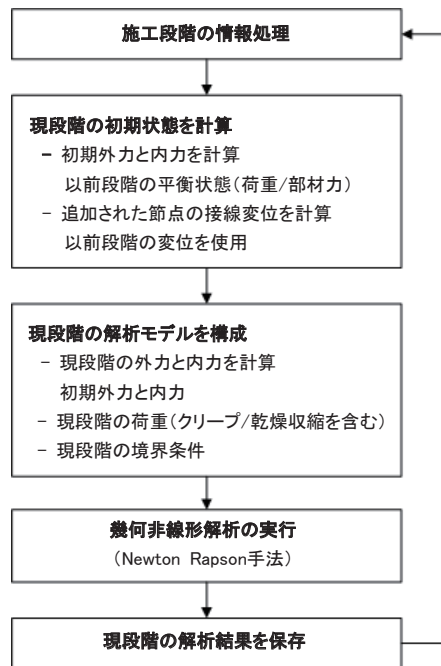 施工段階の情報処理
現段階の初期状態を計算
- 初期外力と内力を計算
以前段階の平衡状態(荷重/部材力)
- 追加された節点の接線変位を計算
以前段階の変位を使用
現段階の解析モデルを構成
- 現段階の外力と内力を計算
初期外力と内力
- 現段階の荷重(クリープ/乾燥収縮を含む)
- 現段階の境界条件
幾何非線形解析の実行
(Newton Rapson手法)
現段階の解析結果を保存